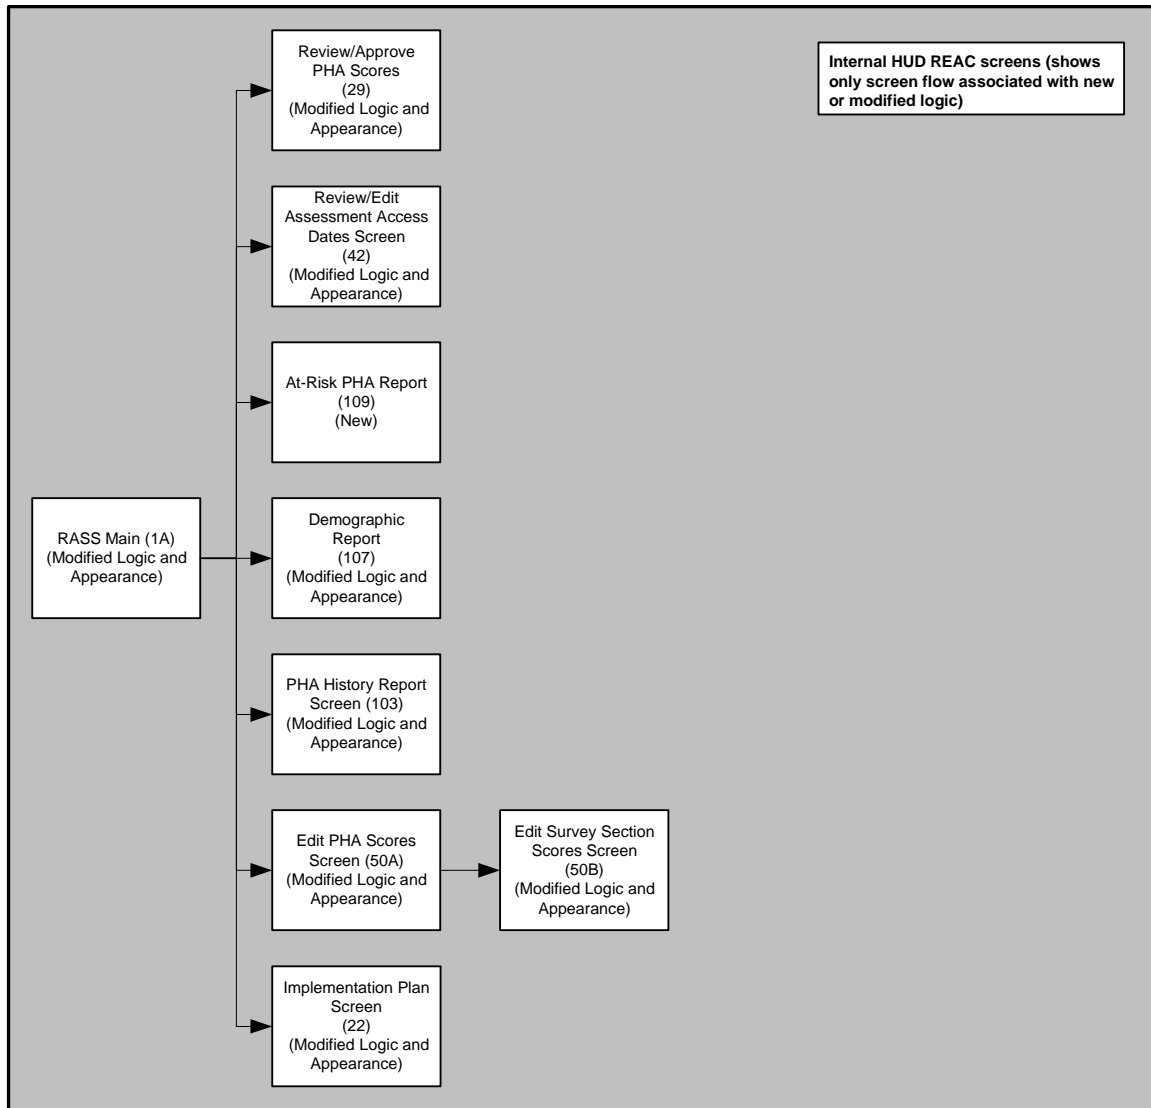 Review/Approve
PHA Scores
(29)
(Modified Logic and
Appearance)
Internal HUD REAC screens (shows
only screen flow associated with new
or modified logic)
Review/Edit
Assessment Access
Dates Screen
(42)
(Modified Logic and
Appearance)
At-Risk PHA Report
(109)
(New)
RASS Main (1A)
(Modified Logic and
Appearance)
Demographic
Report
(107)
(Modified Logic and
Appearance)
PHA History Report
Screen (103)
(Modified Logic and
Appearance)
Edit PHA Scores
Screen (50A)
(Modified Logic and
Appearance)
Edit Survey Section
Scores Screen
(50B)
(Modified Logic and
Appearance)
Implementation Plan
Screen
(22)
(Modified Logic and
Appearance)